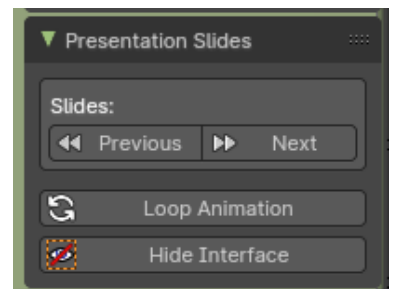 Presentation Slides
Slides:
Previous Next
Loop Animation
Hide Interface